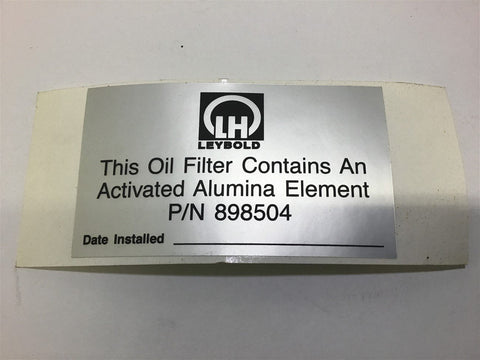 LH
LEYBOLD
This Oil Filter Contains An
Activated Alumina Element
P/N 898504
Date Installed